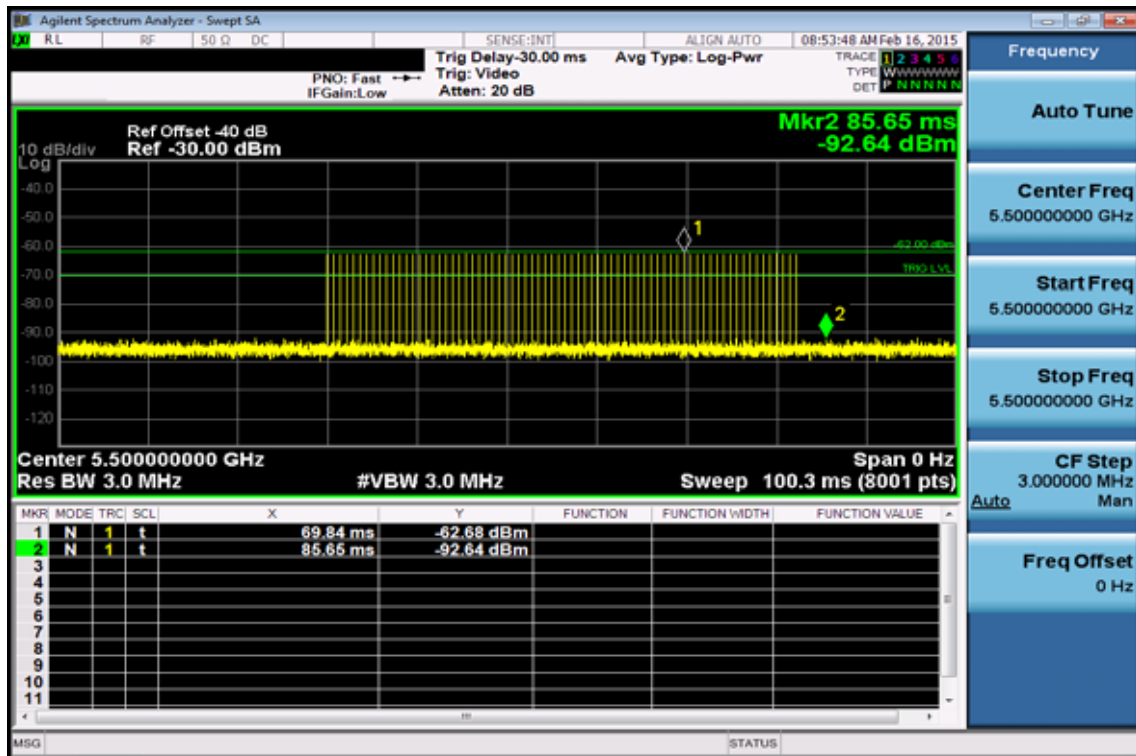 Agilent Spectrum Analyzer - Swept SA
RL RF 50 Ω DC SENSE:INT ALIGN AUTO 08:53:48 AM Feb 16, 2015
Trig Delay-30.00 ms Avg Type: Log-Pwr TRACE 1 2 3 4 5 6
PNO: Fast Trig: Video TYPE WWWWWWW
IFGain:Low Atten: 20 dB DET P N N N N N
Frequency
Auto Tune
Center Freq
5.500000000 GHz
Start Freq
5.500000000 GHz
Stop Freq
5.500000000 GHz
CF Step
3.000000 MHz
Auto Man
Freq Offset
0 Hz
Mkr2 85.65 ms
-92.64 dBm
Ref Offset -40 dB
10 dB/div Ref -30.00 dBm
Log
-40.0
-50.0
1
-60.0
-62.00 dBm
TRIG LVL
-70.0
-80.0
2
-90.0
-100
-110
-120
Center 5.500000000 GHz Span 0 Hz
Res BW 3.0 MHz #VBW 3.0 MHz Sweep 100.3 ms (8001 pts)
MKR MODE TRC SCL X Y FUNCTION FUNCTION WIDTH FUNCTION VALUE
1 N 1 t 69.84 ms -62.68 dBm
2 N 1 t 85.65 ms -92.64 dBm
3
4
5
6
7
8
9
10
11
MSG STATUS